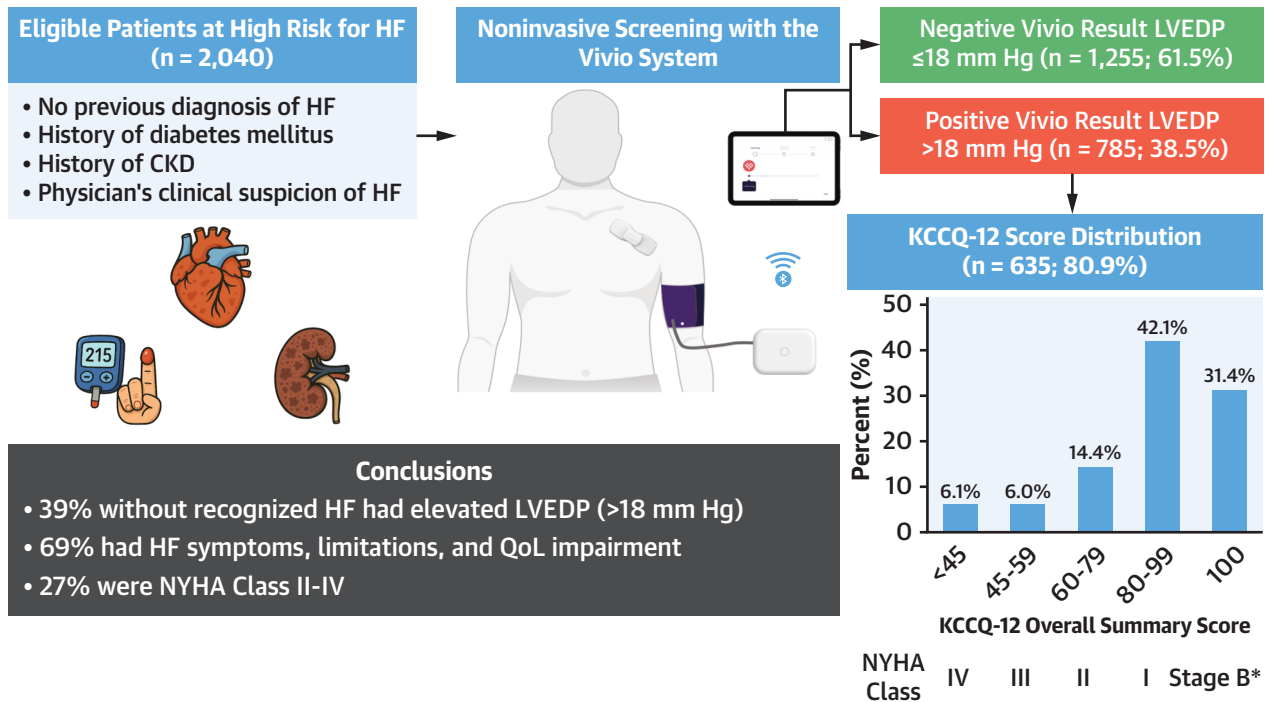 Eligible Patients at High Risk for HF
(n = 2,040)
• No previous diagnosis of HF
• History of diabetes mellitus
• History of CKD
• Physician's clinical suspicion of HF
215
Noninvasive Screening with the
Vivio System
Negative Vivio Result LVEDP
≤18 mm Hg (n = 1,255; 61.5%)
Positive Vivio Result LVEDP
>18 mm Hg (n = 785; 38.5%)
KCCQ-12 Score Distribution
(n = 635; 80.9%)
Percent (%)
50
40
30
20
10
0
6.1%
6.0%
14.4%
42.1%
31.4%
<45
45-59
60-79
80-99
100
KCCQ-12 Overall Summary Score
NYHA
Class
IV III II I Stage B*
Conclusions
• 39% without recognized HF had elevated LVEDP (>18 mm Hg)
• 69% had HF symptoms, limitations, and QoL impairment
• 27% were NYHA Class II-IV